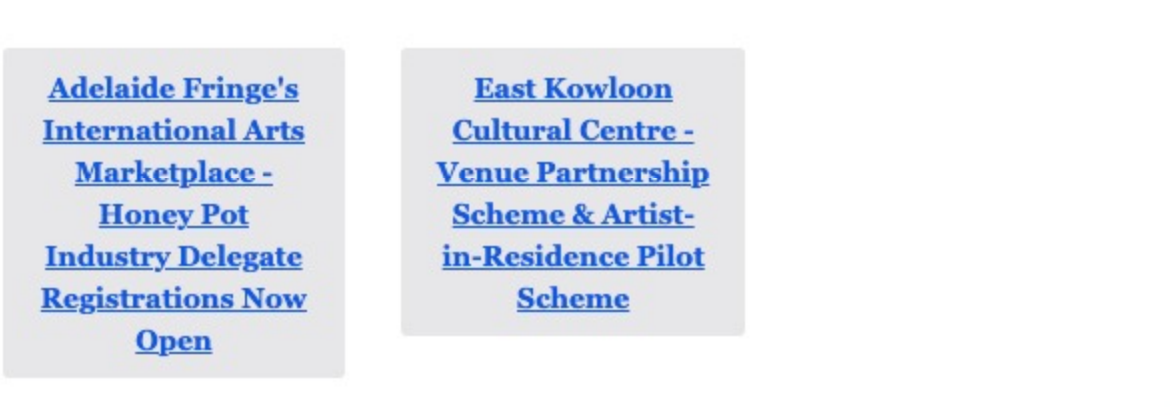 Adelaide Fringe's
International Arts
Marketplace -
Honey Pot
Industry Delegate
Registrations Now
Open
East Kowloon
Cultural Centre -
Venue Partnership
Scheme & Artist-
in-Residence Pilot
Scheme